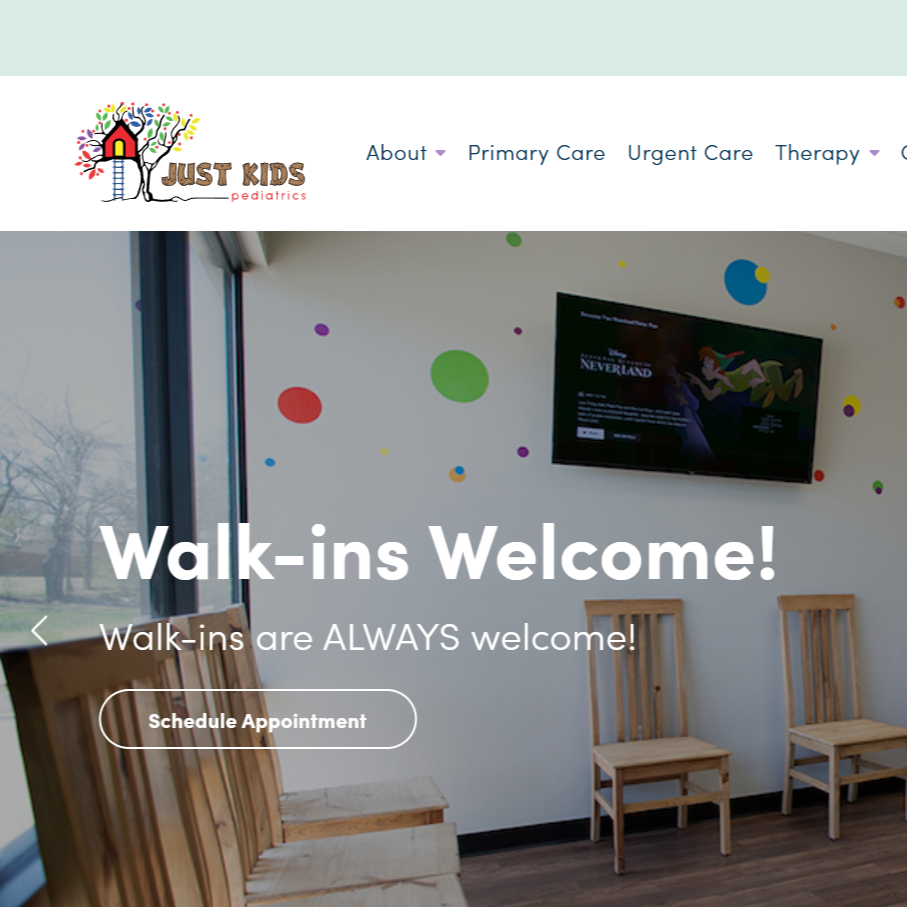 JUST KIDS
pediatrics
About
Primary Care
Urgent Care
Therapy
Disney
NEVERLAND
Walk-ins Welcome!
Walk-ins are ALWAYS welcome!
Schedule Appointment